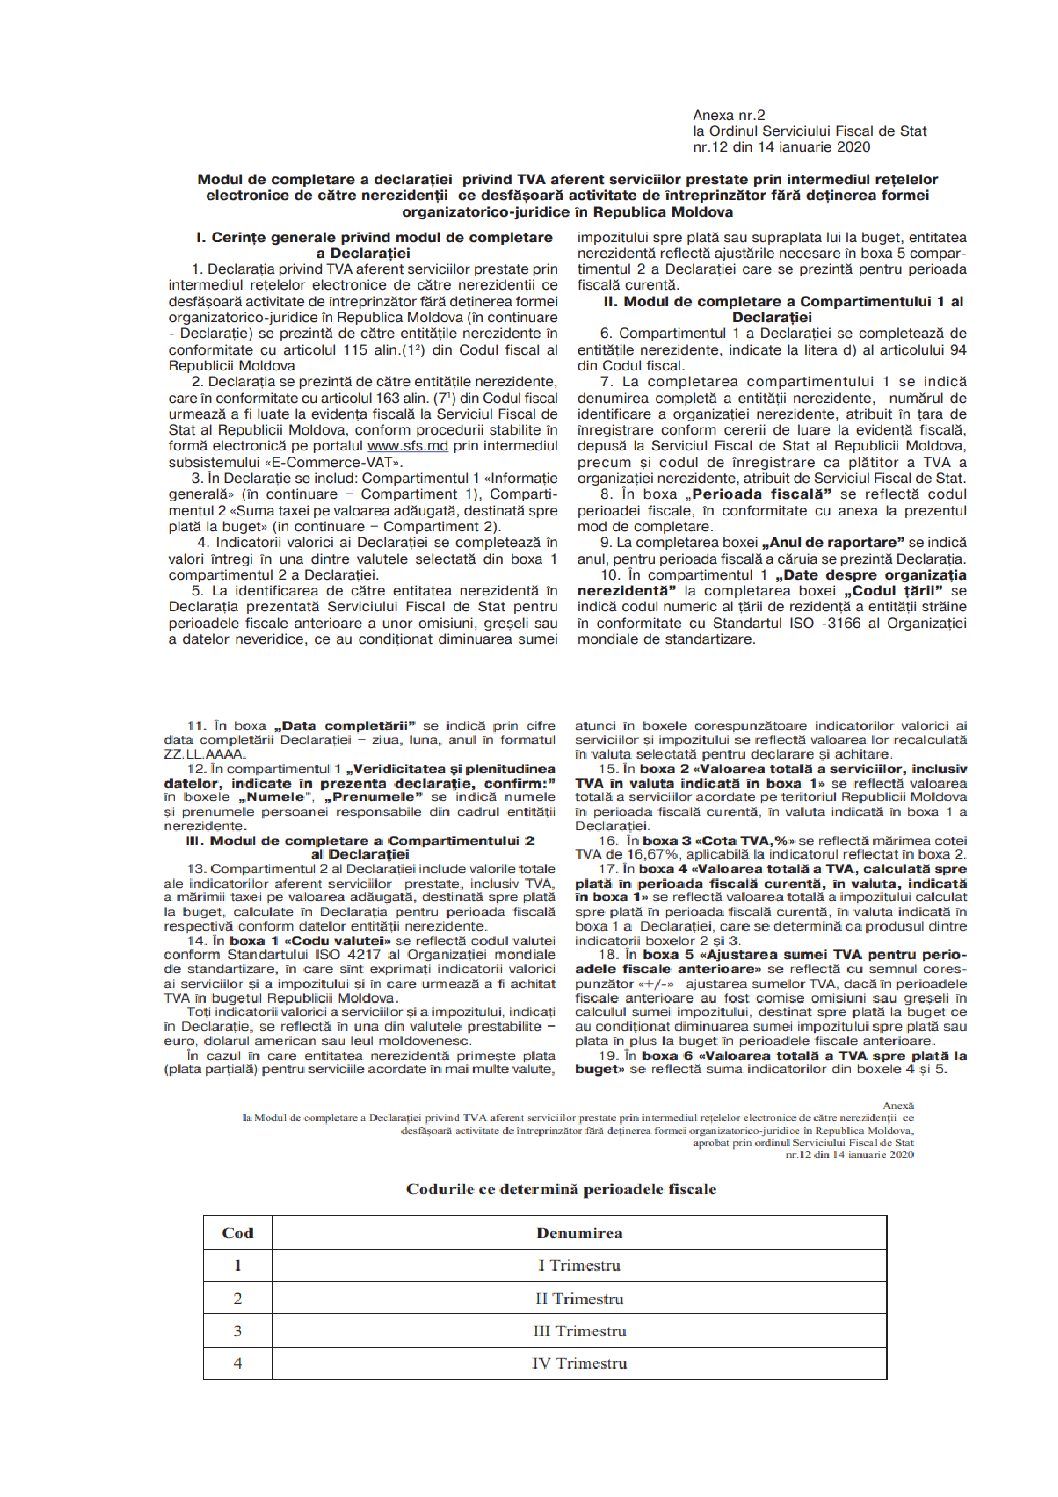 Anexa nr.2
la Ordinul Serviciului Fiscal de Stat
nr.12 din 14 ianuarie 2020
Modul de completare a declarației privind TVA aferent serviciilor prestate prin intermediul rețelelor
electronice de către nerezidenții ce desfășoară activitate de întreprinzător fără deținerea formei
organizatorico-juridice în Republica Moldova
I. Cerințe generale privind modul de completare
a Declarației
1. Declarația privind TVA aferent serviciilor prestate prin
intermediul rețelelor electronice de către nerezidentii ce
desfășoară activitate de întreprinzător fără deținerea formei
organizatorico-juridice în Republica Moldova (în continuare
- Declarație) se prezintă de către entitățile nerezidente în
conformitate cu articolul 115 alin.(1²) din Codul fiscal al
Republicii Moldova
2. Declarația se prezintă de către entitățile nerezidente,
care în conformitate cu articolul 163 alin. (7¹) din Codul fiscal
urmează a fi luate la evidența fiscală la Serviciul Fiscal de
Stat al Republicii Moldova, conform procedurii stabilite în
formă electronică pe portalul www.sfs.md prin intermediul
subsistemului «E-Commerce-VAT».
3. În Declarație se includ: Compartimentul 1 «Informație
generală» (în continuare – Compartiment 1), Comparti-
mentul 2 «Suma taxei pe valoarea adăugată, destinată spre
plată la buget» (în continuare – Compartiment 2).
4. Indicatorii valorici ai Declarației se completează în
valori întregi în una dintre valutele selectată din boxa 1
compartimentul 2 a Declarației.
5. La identificarea de către entitatea nerezidentă în
Declarația prezentată Serviciului Fiscal de Stat pentru
perioadele fiscale anterioare a unor omisiuni, greșeli sau
a datelor neveridice, ce au condiționat diminuarea sumei
impozitului spre plată sau supraplata lui la buget, entitatea
nerezidentă reflectă ajustările necesare în boxa 5 compar-
timentul 2 a Declarației care se prezintă pentru perioada
fiscală curentă.
II. Modul de completare a Compartimentului 1 al
Declarației
6. Compartimentul 1 a Declarației se completează de
entitățile nerezidente, indicate la litera d) al articolului 94
din Codul fiscal.
7. La completarea compartimentului 1 se indică
denumirea completă a entității nerezidente, numărul de
identificare a organizației nerezidente, atribuit în țara de
înregistrare conform cererii de luare la evidență fiscală,
depusă la Serviciul Fiscal de Stat al Republicii Moldova,
precum și codul de înregistrare ca plătitor a TVA a
organizației nerezidente, atribuit de Serviciul Fiscal de Stat.
8. În boxa „Perioada fiscală” se reflectă codul
perioadei fiscale, în conformitate cu anexa la prezentul
mod de completare.
9. La completarea boxei „Anul de raportare” se indică
anul, pentru perioada fiscală a căruia se prezintă Declarația.
10. În compartimentul 1 „Date despre organizația
nerezidentă” la completarea boxei „Codul țării” se
indică codul numeric al țării de rezidență a entității străine
în conformitate cu Standartul ISO -3166 al Organizației
mondiale de standartizare.
11. În boxa „Data completării” se indică prin cifre
data completării Declarației – ziua, luna, anul în formatul
ZZ.LL.AAAA.
12. În compartimentul 1 „Veridicitatea și plenitudinea
datelor, indicate în prezenta declarație, confirm:”
în boxele „Numele”, „Prenumele” se indică numele
și prenumele persoanei responsabile din cadrul entității
nerezidente.
III. Modul de completare a Compartimentului 2
al Declarației
13. Compartimentul 2 al Declarației include valorile totale
ale indicatorilor aferent serviciilor prestate, inclusiv TVA,
a mărimii taxei pe valoarea adăugată, destinată spre plată
la buget, calculate în Declarația pentru perioada fiscală
respectivă conform datelor entității nerezidente.
14. În boxa 1 «Codu valutei» se reflectă codul valutei
conform Standartului ISO 4217 al Organizației mondiale
de standartizare, în care sînt exprimați indicatorii valorici
ai serviciilor și a impozitului și în care urmează a fi achitat
TVA în bugetul Republicii Moldova.
Toți indicatorii valorici a serviciilor și a impozitului, indicați
în Declarație, se reflectă în una din valutele prestabilite –
euro, dolarul american sau leul moldovenesc.
În cazul în care entitatea nerezidentă primește plata
(plata parțială) pentru serviciile acordate în mai multe valute,
atunci în boxele corespunzătoare indicatorilor valorici ai
serviciilor și impozitului se reflectă valoarea lor recalculată
în valuta selectată pentru declarare și achitare.
15. În boxa 2 «Valoarea totală a serviciilor, inclusiv
TVA în valuta indicată în boxa 1» se reflectă valoarea
totală a serviciilor acordate pe teritoriul Republicii Moldova
în perioada fiscală curentă, în valuta indicată în boxa 1 a
Declarației.
16. În boxa 3 «Cota TVA,%» se reflectă mărimea cotei
TVA de 16,67%, aplicabilă la indicatorul reflectat în boxa 2.
17. În boxa 4 «Valoarea totală a TVA, calculată spre
plată în perioada fiscală curentă, în valuta, indicată
în boxa 1» se reflectă valoarea totală a impozitului calculat
spre plată în perioada fiscală curentă, în valuta indicată în
boxa 1 a Declarației, care se determină ca produsul dintre
indicatorii boxelor 2 și 3.
18. În boxa 5 «Ajustarea sumei TVA pentru perio-
adele fiscale anterioare» se reflectă cu semnul cores-
punzător «+/-» ajustarea sumelor TVA, dacă în perioadele
fiscale anterioare au fost comise omisiuni sau greșeli în
calculul sumei impozitului, destinat spre plată la buget ce
au condiționat diminuarea sumei impozitului spre plată sau
plata în plus la buget în perioadele fiscale anterioare.
19. În boxa 6 «Valoarea totală a TVA spre plată la
buget» se reflectă suma indicatorilor din boxele 4 și 5.
Anexă
la Modul de completare a Declarației privind TVA aferent serviciilor prestate prin intermediul rețelelor electronice de către nerezidenții ce
desfășoară activitate de întreprinzător fără deținerea formei organizatorico-juridice în Republica Moldova,
aprobat prin ordinul Serviciului Fiscal de Stat
nr.12 din 14 ianuarie 2020
Codurile ce determină perioadele fiscale
Cod Denumirea
1 I Trimestru
2 II Trimestru
3 III Trimestru
4 IV Trimestru